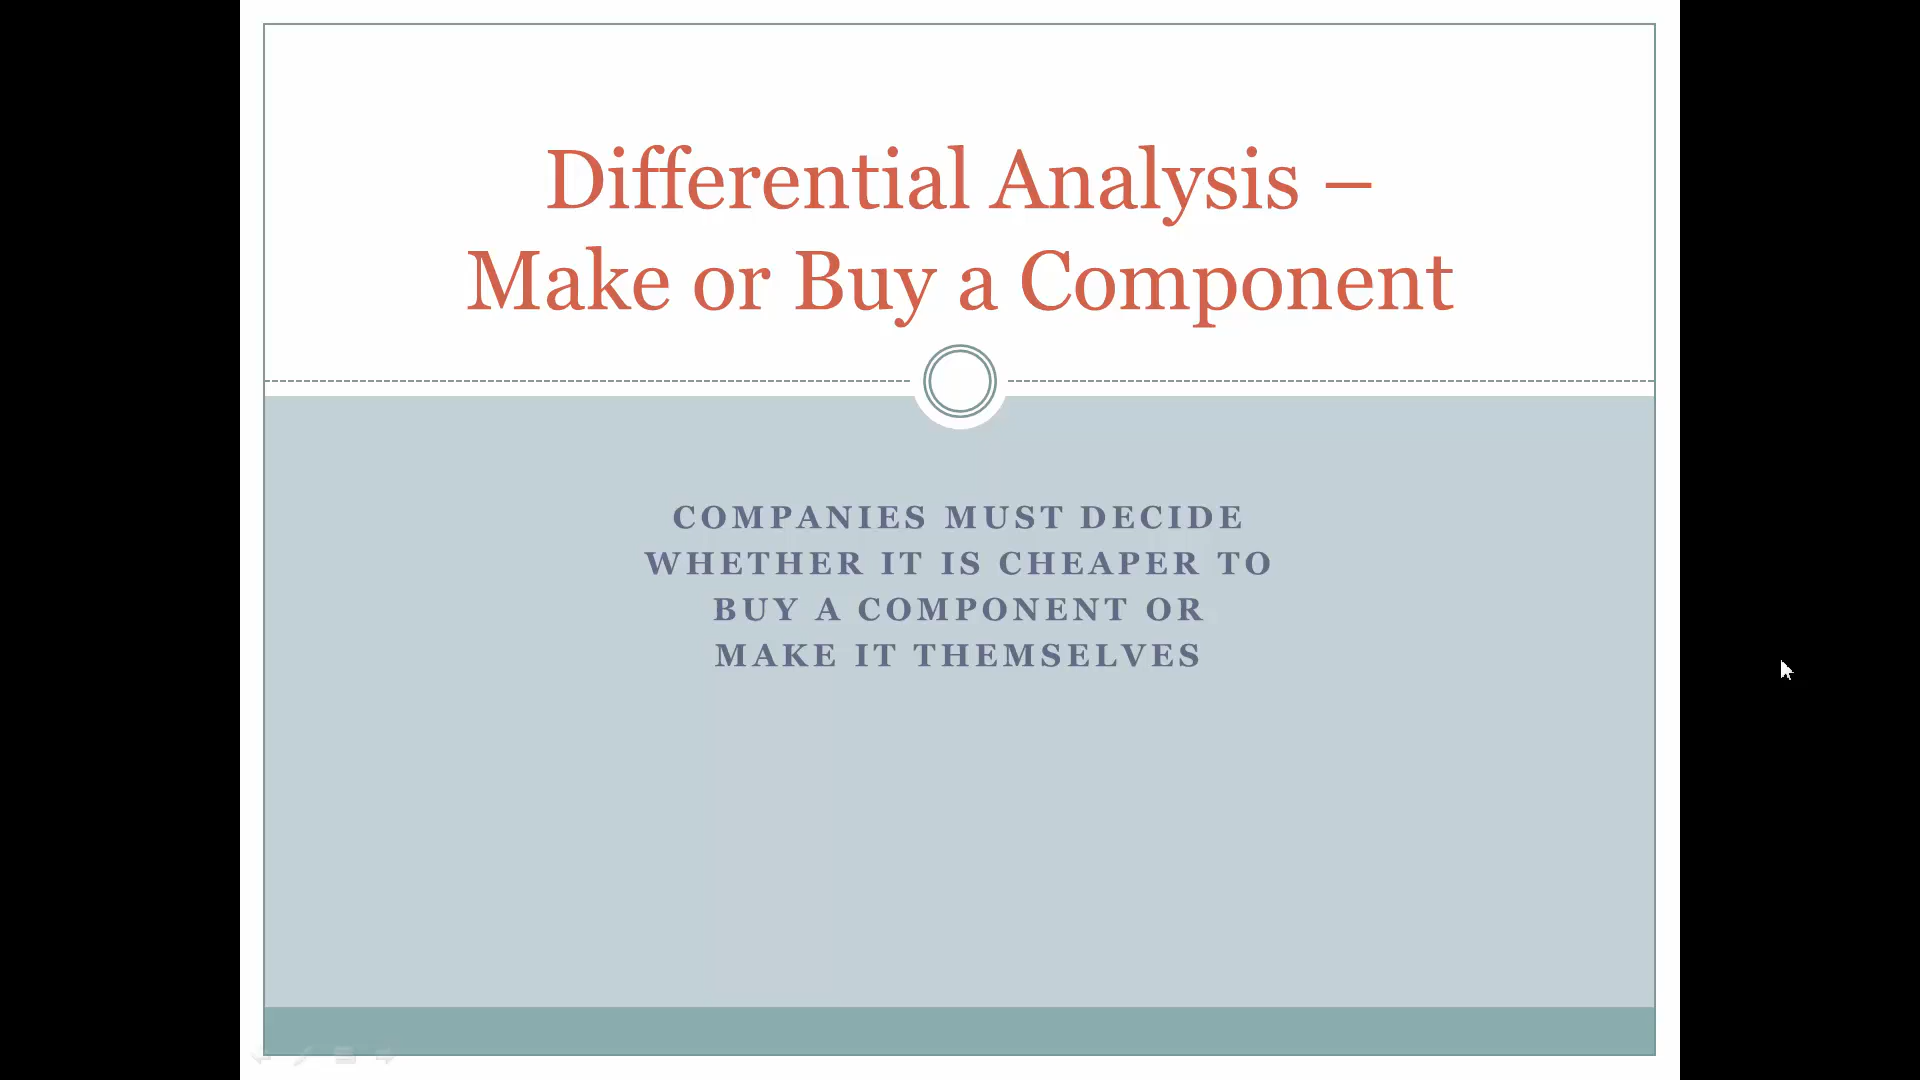 Differential Analysis –
Make or Buy a Component
COMPANIES MUST DECIDE
WHETHER IT IS CHEAPER TO
BUY A COMPONENT OR
MAKE IT THEMSELVES